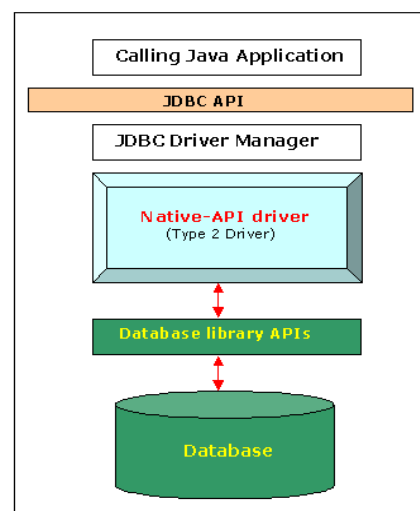 Calling Java Application
JDBC API
JDBC Driver Manager
Native-API driver
(Type 2 Driver)
Database library APIs
Database